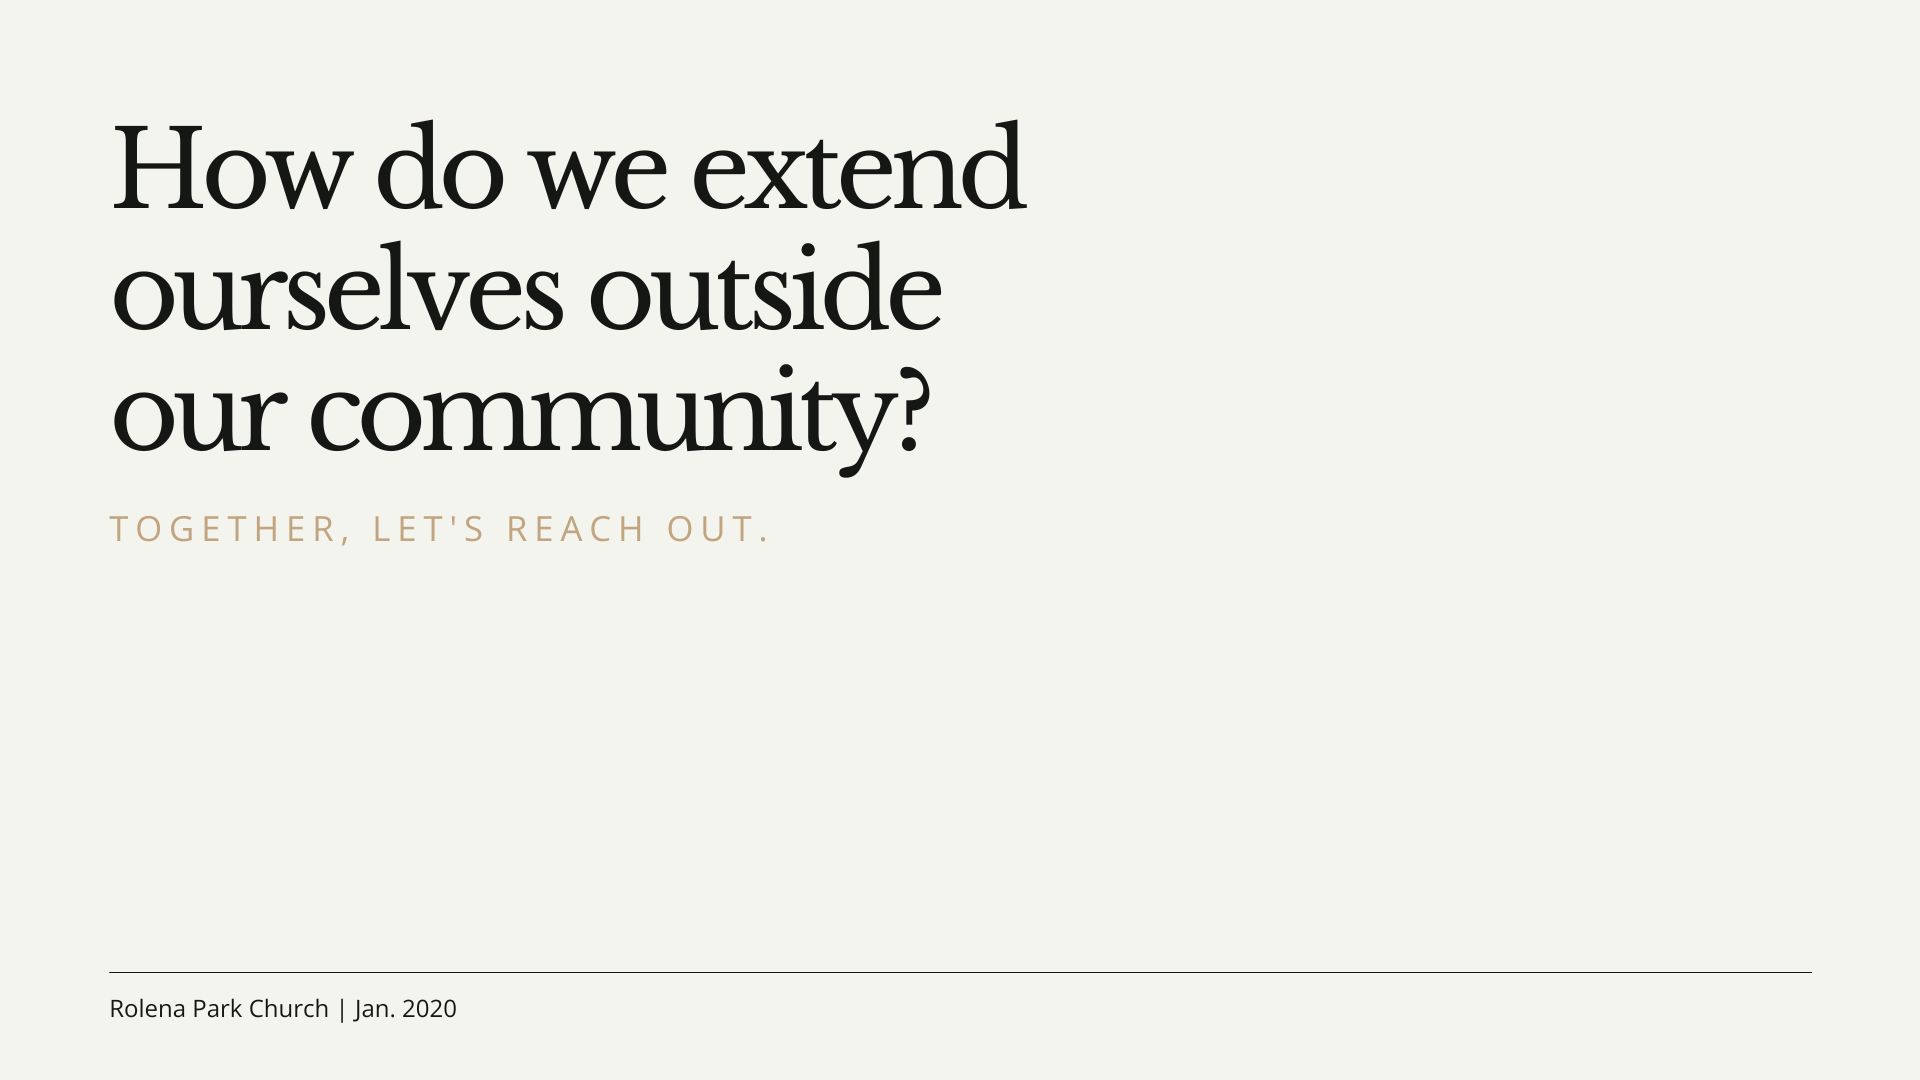 How do we extend
ourselves outside
our community?
TOGETHER, LET'S REACH OUT.
Rolena Park Church | Jan. 2020